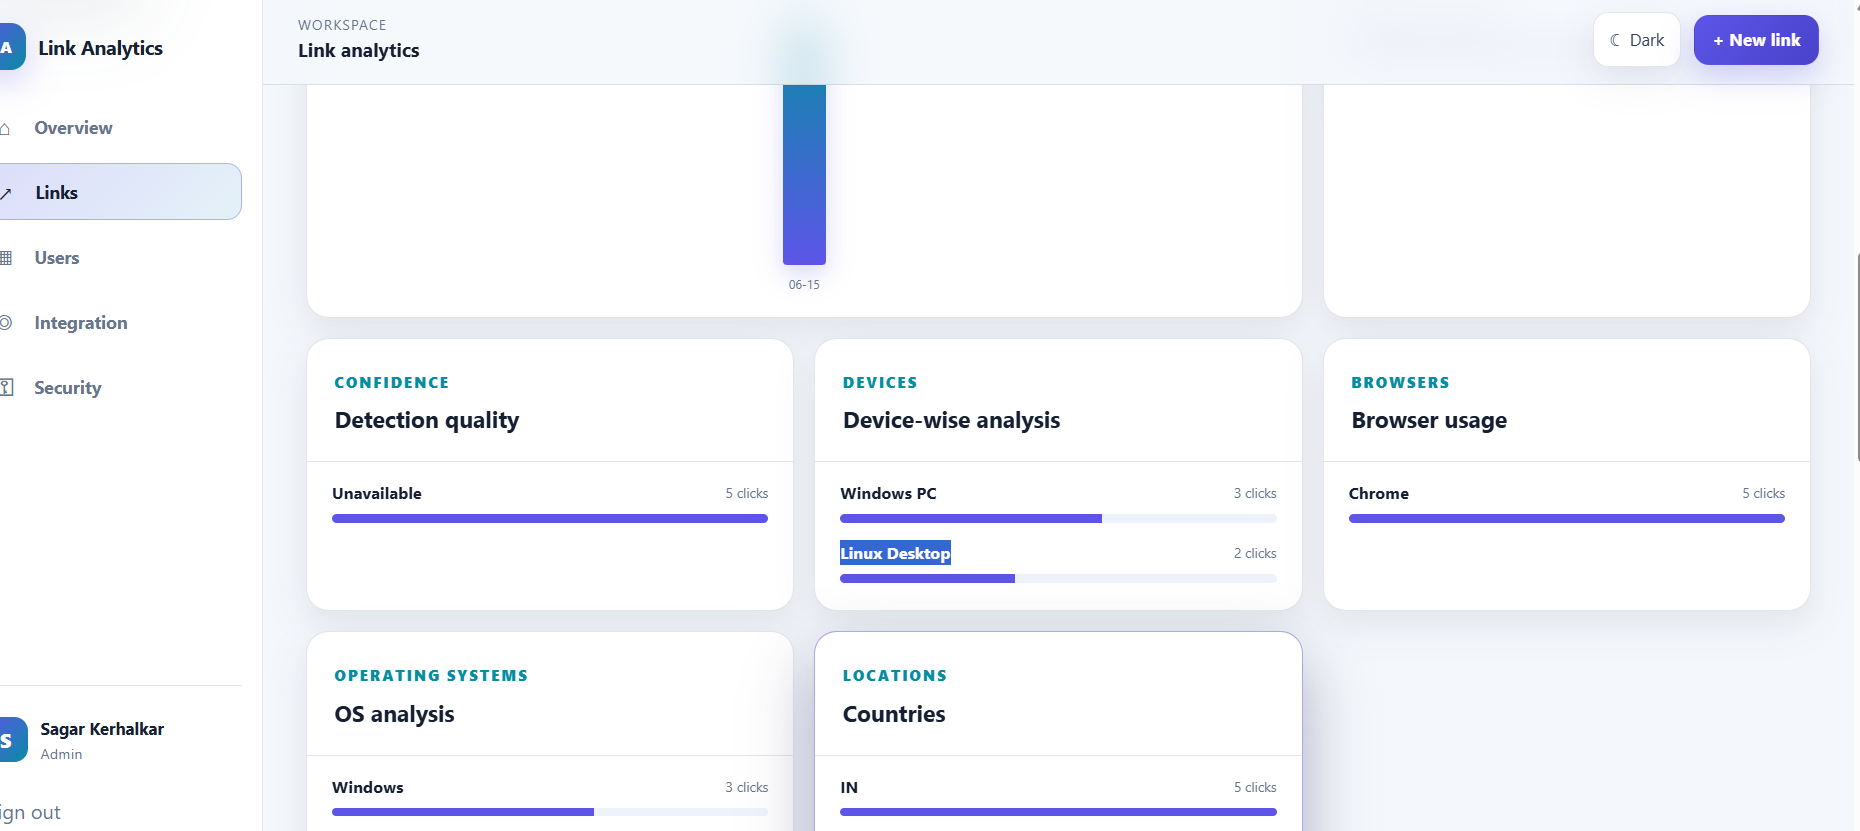 A
Link Analytics
Overview
Links
Users
Integration
Security
Sagar Kerhalkar
S
Admin
ign out
WORKSPACE
Link analytics
☾ Dark
+ New link
06-15
CONFIDENCE
Detection quality
Unavailable 5 clicks
DEVICES
Device-wise analysis
Windows PC 3 clicks
Linux Desktop 2 clicks
BROWSERS
Browser usage
Chrome 5 clicks
OPERATING SYSTEMS
OS analysis
Windows 3 clicks
LOCATIONS
Countries
IN 5 clicks